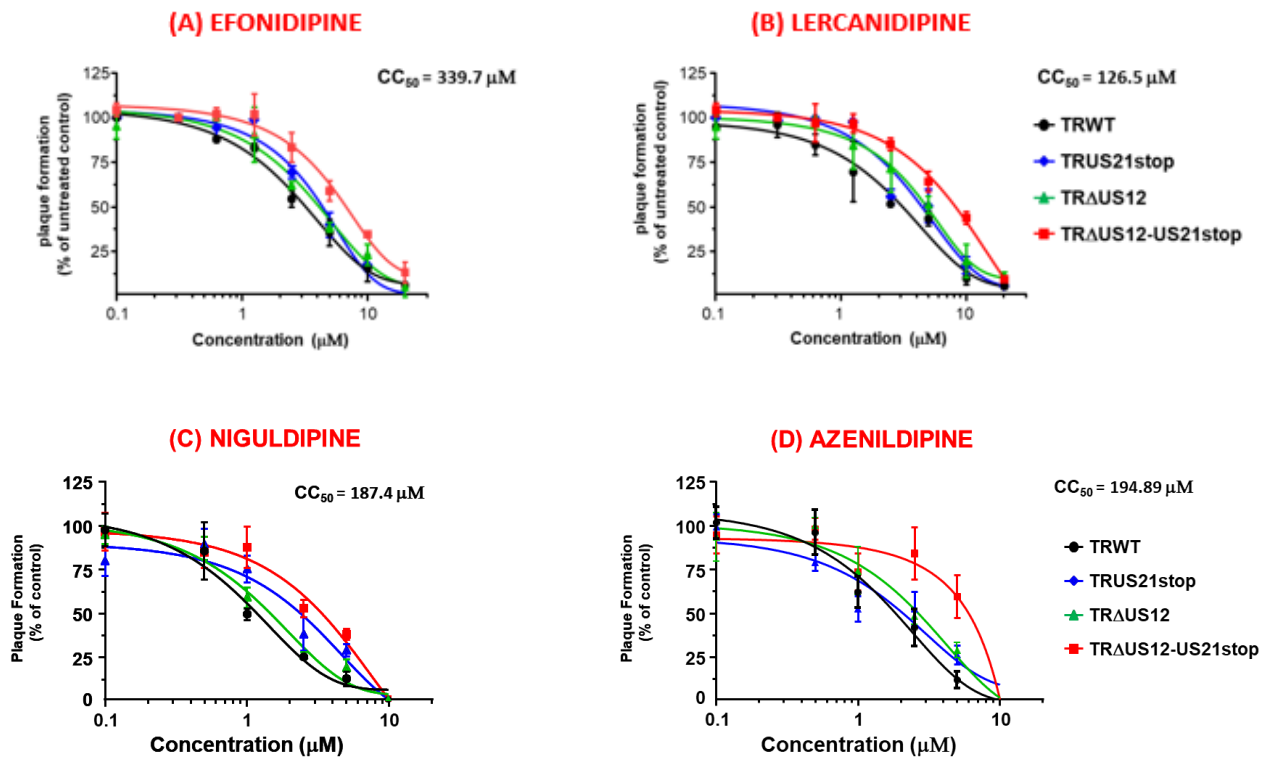 (A) EFONIDIPINE
CC50 = 339.7 μM
plaque formation
(% of untreated control)
125
100
75
50
25
0.1
1
10
Concentration (μM)
(B) LERCANIDIPINE
CC50 = 126.5 μM
plaque formation
(% of untreated control)
125
100
75
50
25
0.1
1
10
Concentration (μM)
TRWT
TRUS21stop
TRΔUS12
TRΔUS12-US21stop
(C) NIGULDIPINE
CC50 = 187.4 μM
Plaque Formation
(% of control)
125
100
75
50
25
0
0.1
1
10
Concentration (μM)
(D) AZENILDIPINE
CC50 = 194.89 μM
Plaque Formation
(% of control)
125
100
75
50
25
0
0.1
1
10
Concentration (μM)
TRWT
TRUS21stop
TRΔUS12
TRΔUS12-US21stop